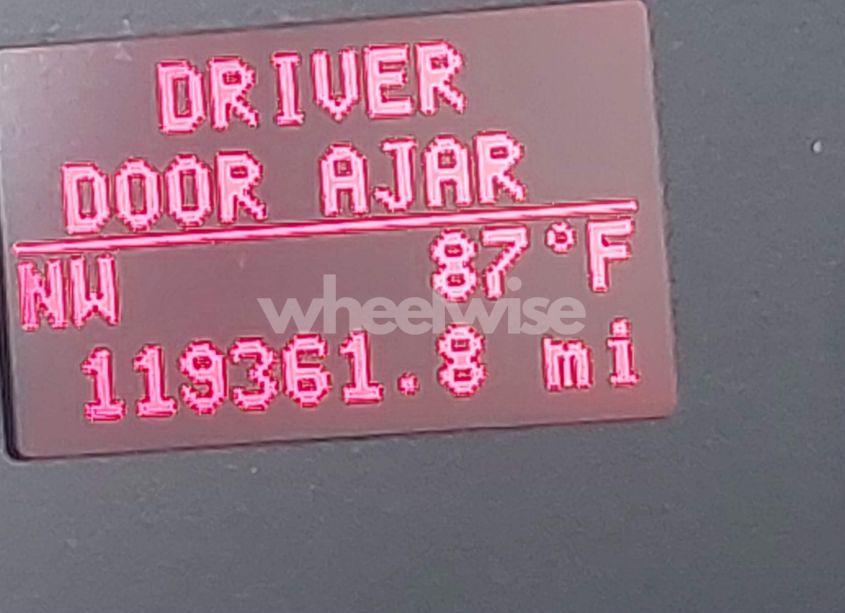 DRIVER
DOOR AJAR
NW 87°F
wheelwise
119361.8 mi